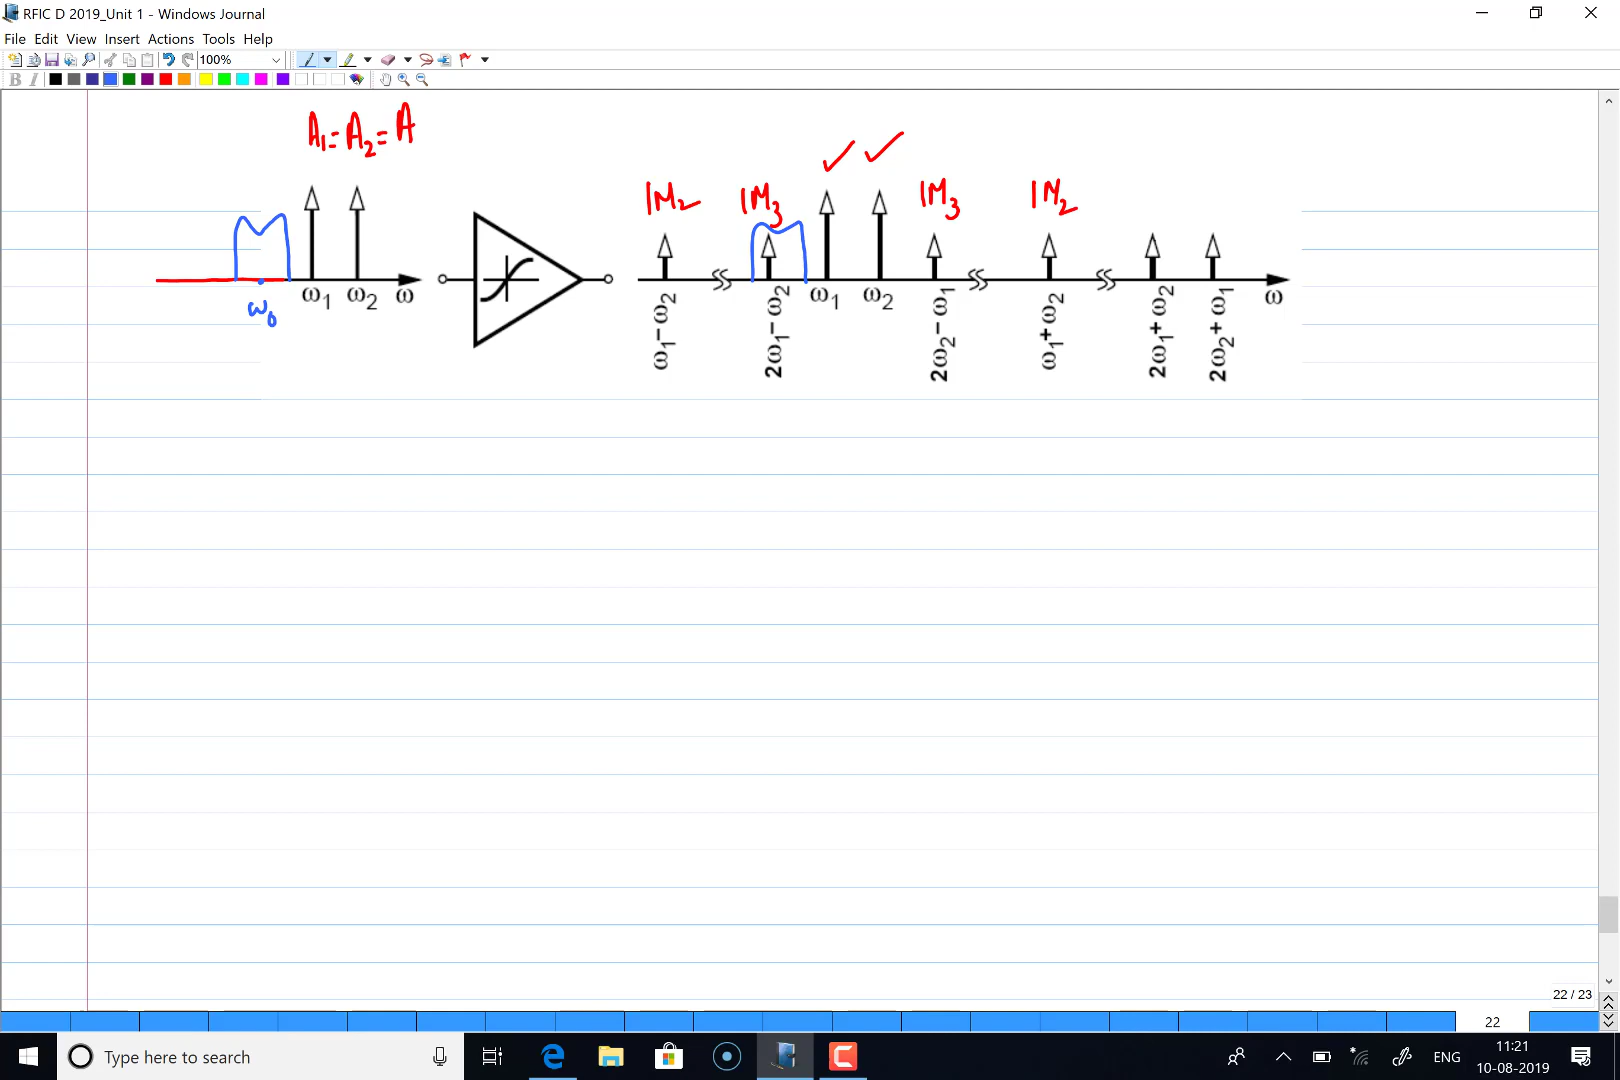 RFIC D 2019_Unit 1 - Windows Journal
File Edit View Insert Actions Tools Help
100%
B I
A₁ = A₂ = A
IM₂ IM₃ IM₃ IM₂
ω₁ ω₂ ω
ω₀
ω₁−ω₂
2ω₁−ω₂
ω₁ ω₂
2ω₂−ω₁
ω₁+ω₂
2ω₁+ω₂
2ω₂+ω₁
ω
22 / 23
22
Type here to search
ENG
11:21
10-08-2019